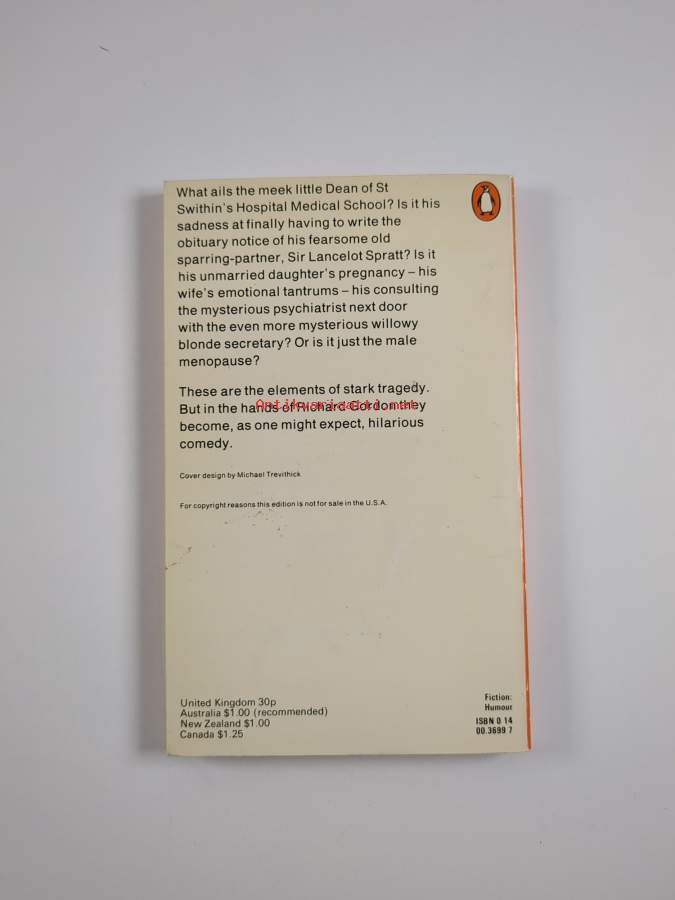 What ails the meek little Dean of St
Swithin's Hospital Medical School? Is it his
sadness at finally having to write the
obituary notice of his fearsome old
sparring-partner, Sir Lancelot Spratt? Is it
his unmarried daughter's pregnancy – his
wife's emotional tantrums – his consulting
the mysterious psychiatrist next door
with the even more mysterious willowy
blonde secretary? Or is it just the male
menopause?
These are the elements of stark tragedy.
But in the hands of Richard Gordon they
Antikvariaatti.net
become, as one might expect, hilarious
comedy.
Cover design by Michael Trevithick
For copyright reasons this edition is not for sale in the U.S.A.
United Kingdom 30p
Australia $1.00 (recommended)
New Zealand $1.00
Canada $1.25
Fiction:
Humour
ISBN 0 14
00.3699 7